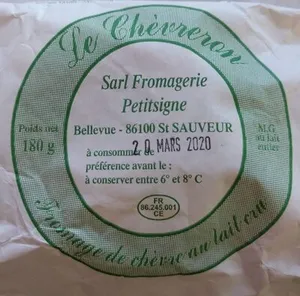 Le Chèvreron
Sarl Fromagerie
Petitsigne
Bellevue - 86100 St SAUVEUR
Poids net
180 g
M.G
au lait
entier
à consommer de
20 MARS 2020
préférence avant le :
à conserver entre 6° et 8° C
FR
86.245.001
CE
Fromage de chèvre au lait cru